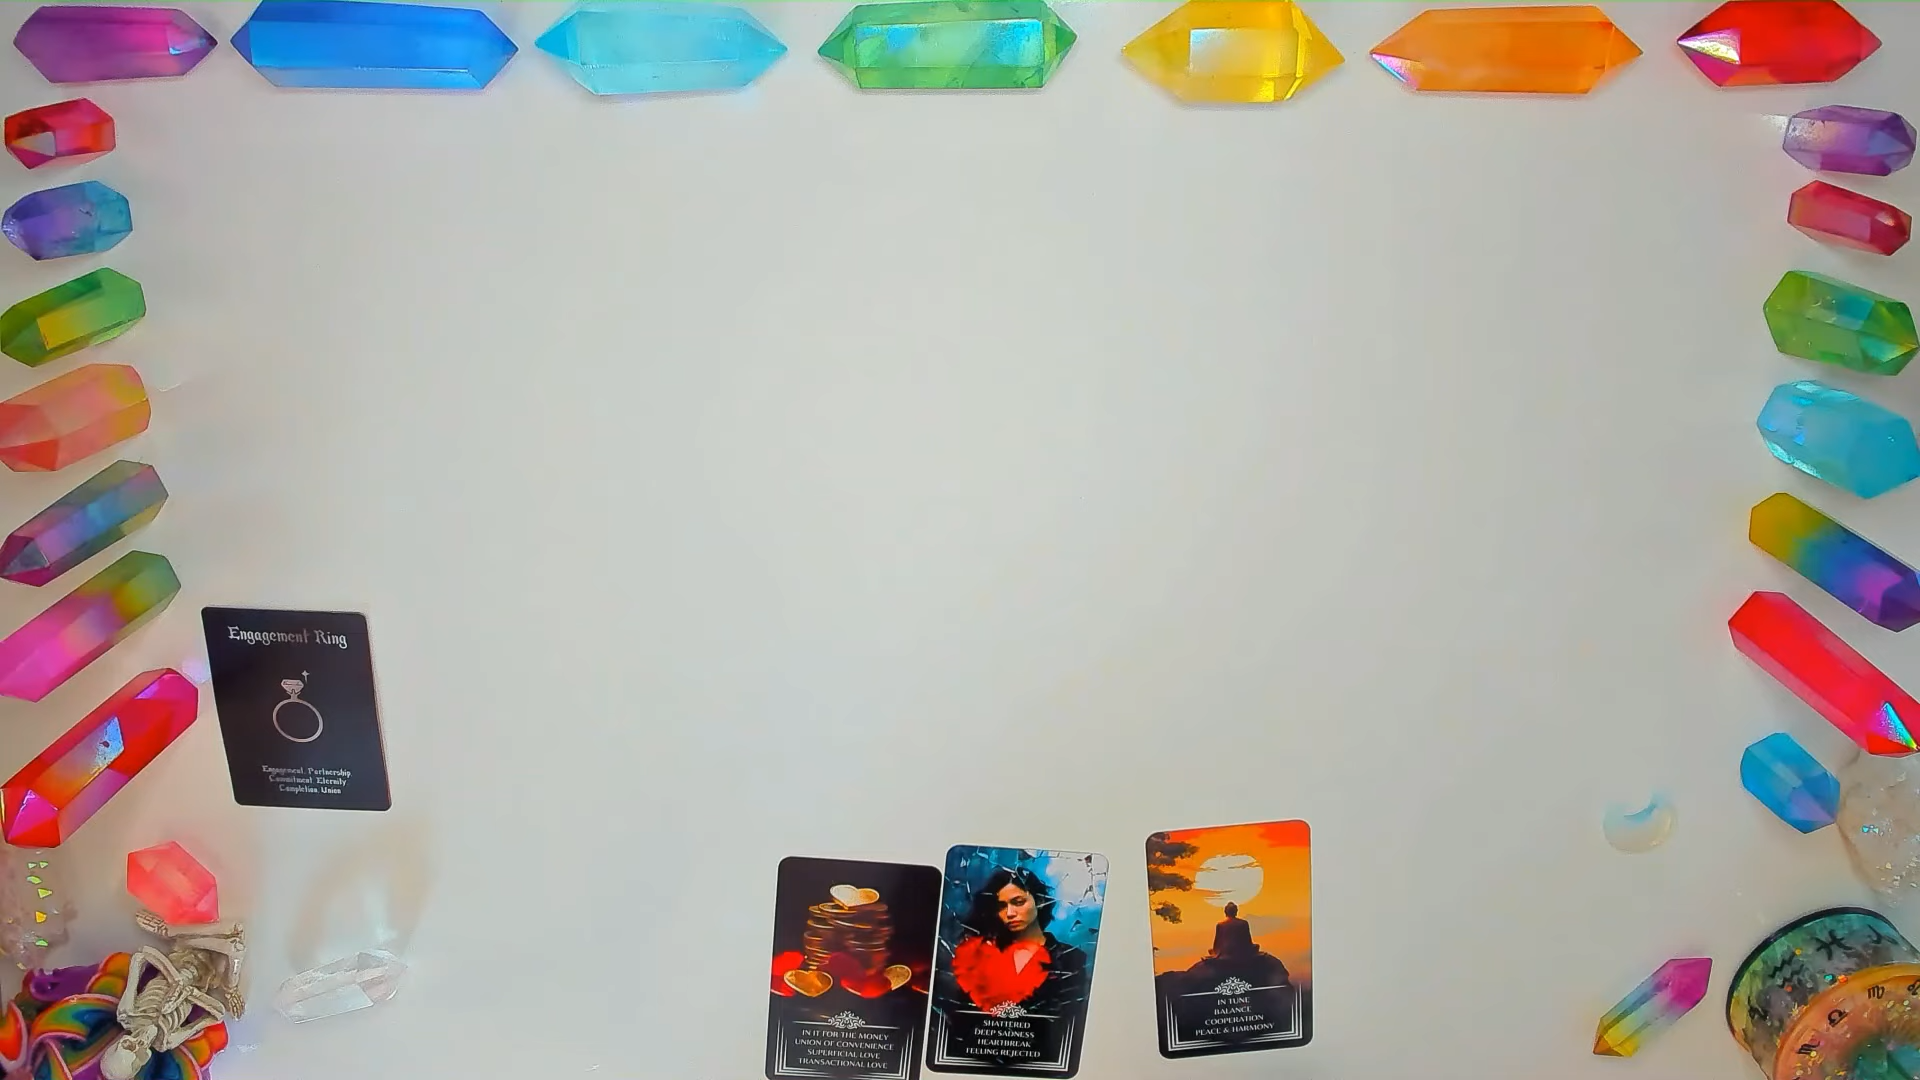 Engagement Ring
Engagement, Partnership,
Commitment, Eternity
Completion, Union
IN IT FOR THE MONEY
UNION OF CONVENIENCE
SUPERFICIAL LOVE
TRANSACTIONAL LOVE
SHATTERED
DEEP SADNESS
HEARTBREAK
FEELING REJECTED
IN TUNE
BALANCE
COOPERATION
PEACE & HARMONY